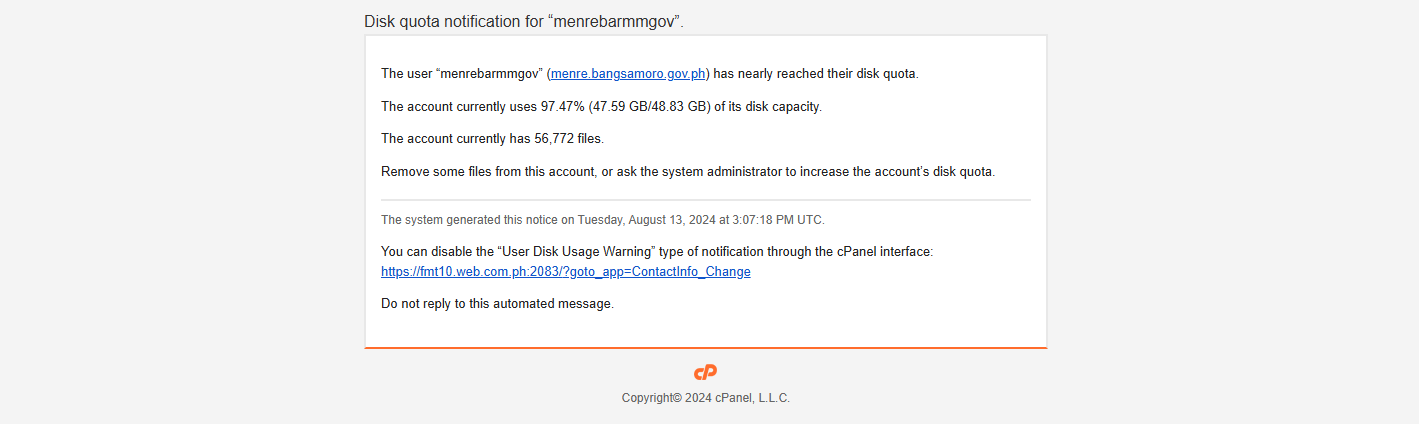 Disk quota notification for “menrebarmmgov”.
The user “menrebarmmgov” (menre.bangsamoro.gov.ph) has nearly reached their disk quota.
The account currently uses 97.47% (47.59 GB/48.83 GB) of its disk capacity.
The account currently has 56,772 files.
Remove some files from this account, or ask the system administrator to increase the account’s disk quota.
The system generated this notice on Tuesday, August 13, 2024 at 3:07:18 PM UTC.
You can disable the “User Disk Usage Warning” type of notification through the cPanel interface:
https://fmt10.web.com.ph:2083/?goto_app=ContactInfo_Change
Do not reply to this automated message.
cP
Copyright© 2024 cPanel, L.L.C.